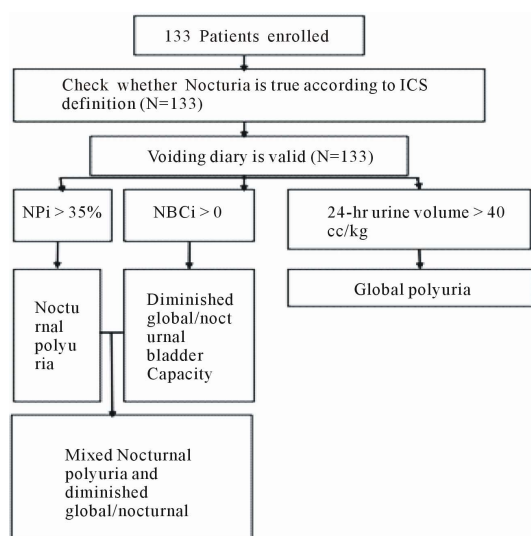 133 Patients enrolled
Check whether Nocturia is true according to ICS
definition (N=133)
Voiding diary is valid (N=133)
NPi > 35%
NBCi > 0
24-hr urine volume > 40
cc/kg
Noctu
rnal
polyu
ria
Diminished
global/noct
urnal
bladder
Capacity
Global polyuria
Mixed Nocturnal
polyuria and
diminished
global/nocturnal